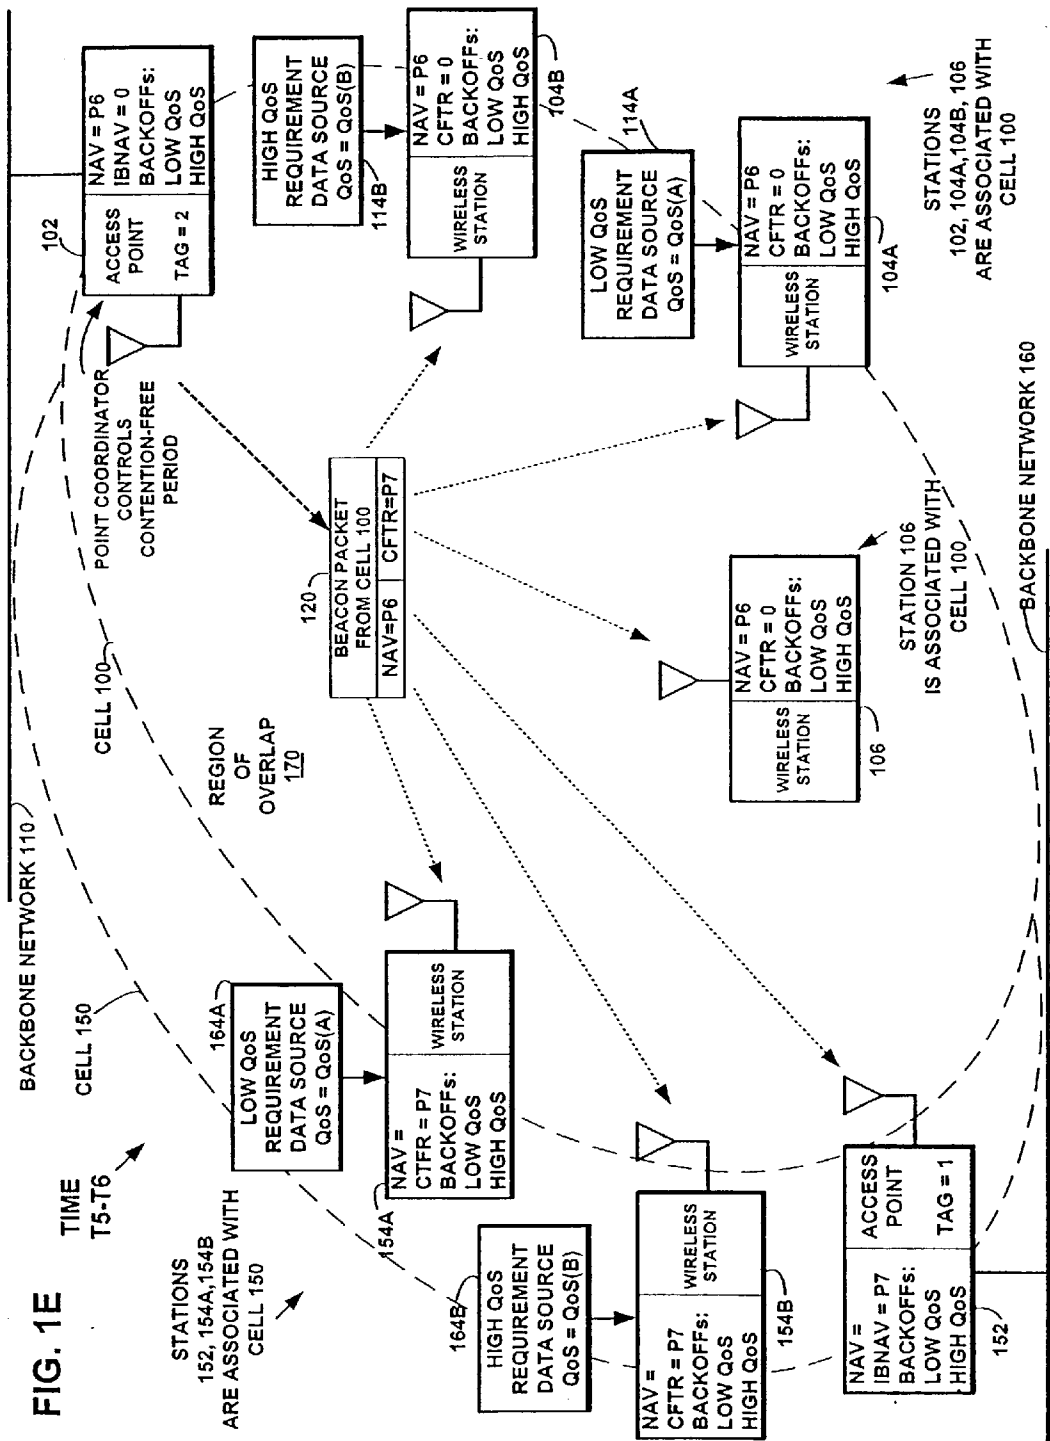 FIG. 1E
TIME
T5-T6
BACKBONE NETWORK 110
CELL 150
CELL 100
REGION
OF
OVERLAP
170
POINT COORDINATOR
CONTROLS
CONTENTION-FREE
PERIOD
102
ACCESS
POINT
TAG = 2
NAV = P6
IBNAV = 0
BACKOFFs:
LOW QoS
HIGH QoS
HIGH QoS
REQUIREMENT
DATA SOURCE
QoS = QoS(B)
114B
WIRELESS
STATION
NAV = P6
CFTR = 0
BACKOFFs:
LOW QoS
HIGH QoS
104B
LOW QoS
REQUIREMENT
DATA SOURCE
QoS = QoS(A)
114A
WIRELESS
STATION
NAV = P6
CFTR = 0
BACKOFFs:
LOW QoS
HIGH QoS
104A
STATIONS
102, 104A,104B, 106
ARE ASSOCIATED WITH
CELL 100
120
BEACON PACKET
FROM CELL 100
NAV=P6
CFTR=P7
WIRELESS
STATION
NAV = P6
CFTR = 0
BACKOFFs:
LOW QoS
HIGH QoS
106
STATION 106
IS ASSOCIATED WITH
CELL 100
STATIONS
152, 154A,154B
ARE ASSOCIATED WITH
CELL 150
164A
LOW QoS
REQUIREMENT
DATA SOURCE
QoS = QoS(A)
NAV =
CTFR = P7
BACKOFFs:
LOW QoS
HIGH QoS
WIRELESS
STATION
154A
164B
HIGH QoS
REQUIREMENT
DATA SOURCE
QoS = QoS(B)
NAV =
CFTR = P7
BACKOFFs:
LOW QoS
HIGH QoS
WIRELESS
STATION
154B
NAV =
IBNAV = P7
BACKOFFs:
LOW QoS
HIGH QoS
ACCESS
POINT
TAG = 1
152
BACKBONE NETWORK 160